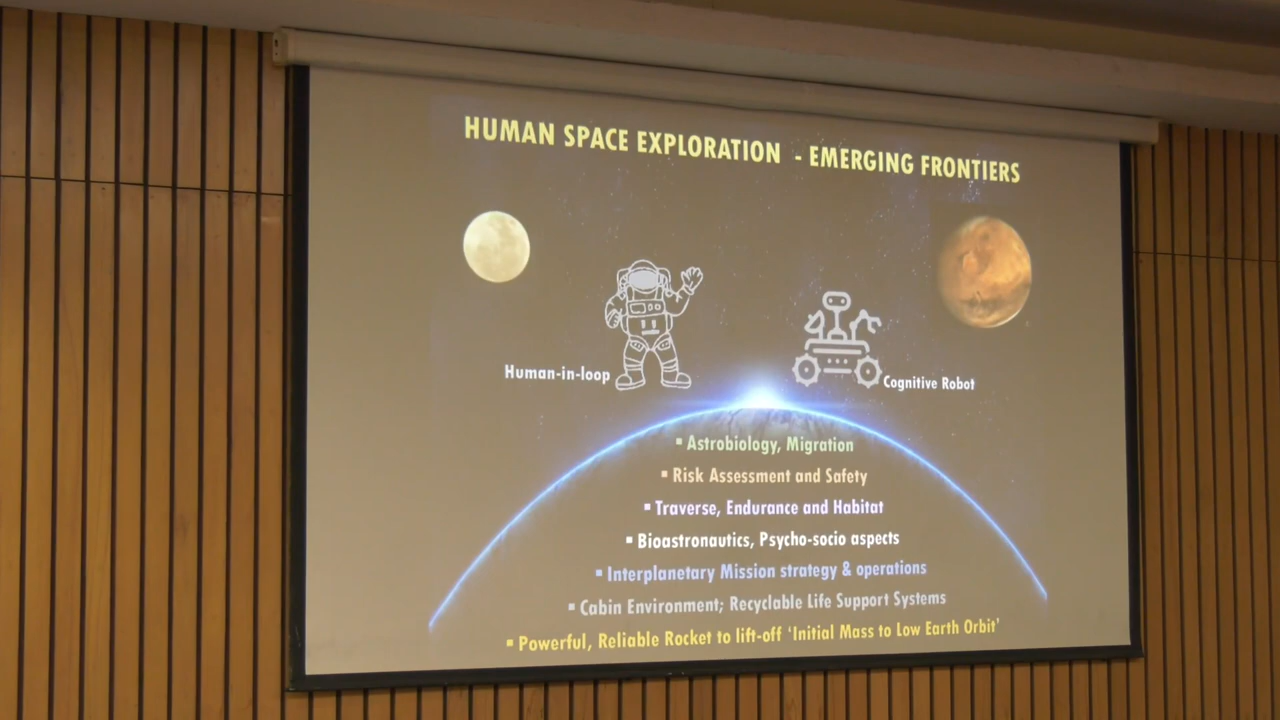 HUMAN SPACE EXPLORATION - EMERGING FRONTIERS
Human-in-loop
Cognitive Robot
▪ Astrobiology, Migration
▪ Risk Assessment and Safety
▪ Traverse, Endurance and Habitat
▪ Bioastronautics, Psycho-socio aspects
▪ Interplanetary Mission strategy & operations
▪ Cabin Environment; Recyclable Life Support Systems
▪ Powerful, Reliable Rocket to lift-off ‘Initial Mass to Low Earth Orbit’